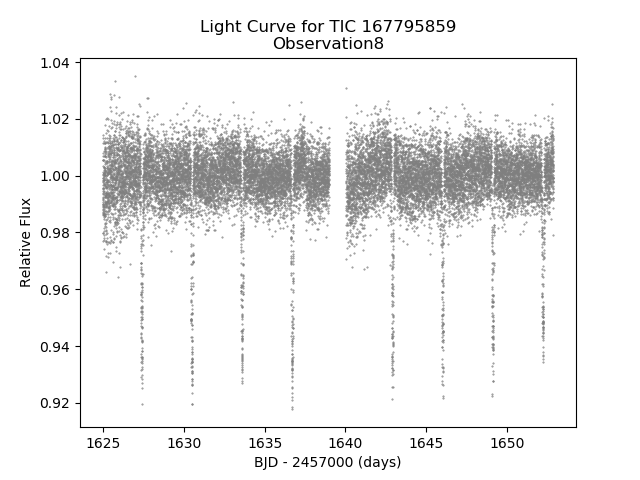 Light Curve for TIC 167795859
Observation8
1.04
1.02
1.00
0.98
0.96
0.94
0.92
Relative Flux
1625 1630 1635 1640 1645 1650
BJD - 2457000 (days)